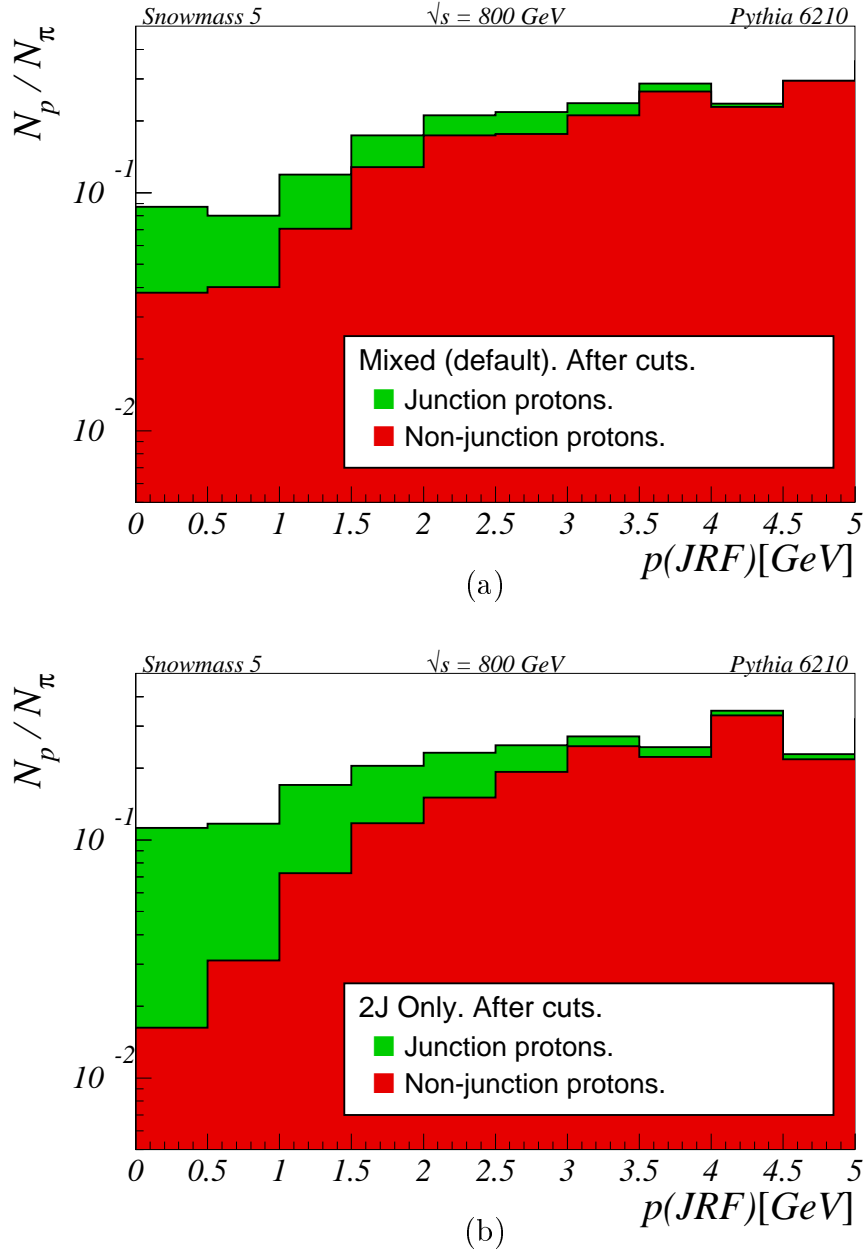 Snowmass 5 √s = 800 GeV Pythia 6210
N_p / N_π
10^-1
Mixed (default). After cuts.
Junction protons.
10^-2
Non-junction protons.
0 0.5 1 1.5 2 2.5 3 3.5 4 4.5 5
p(JRF)[GeV]
(a)
Snowmass 5 √s = 800 GeV Pythia 6210
N_p / N_π
10^-1
2J Only. After cuts.
Junction protons.
10^-2
Non-junction protons.
0 0.5 1 1.5 2 2.5 3 3.5 4 4.5 5
p(JRF)[GeV]
(b)